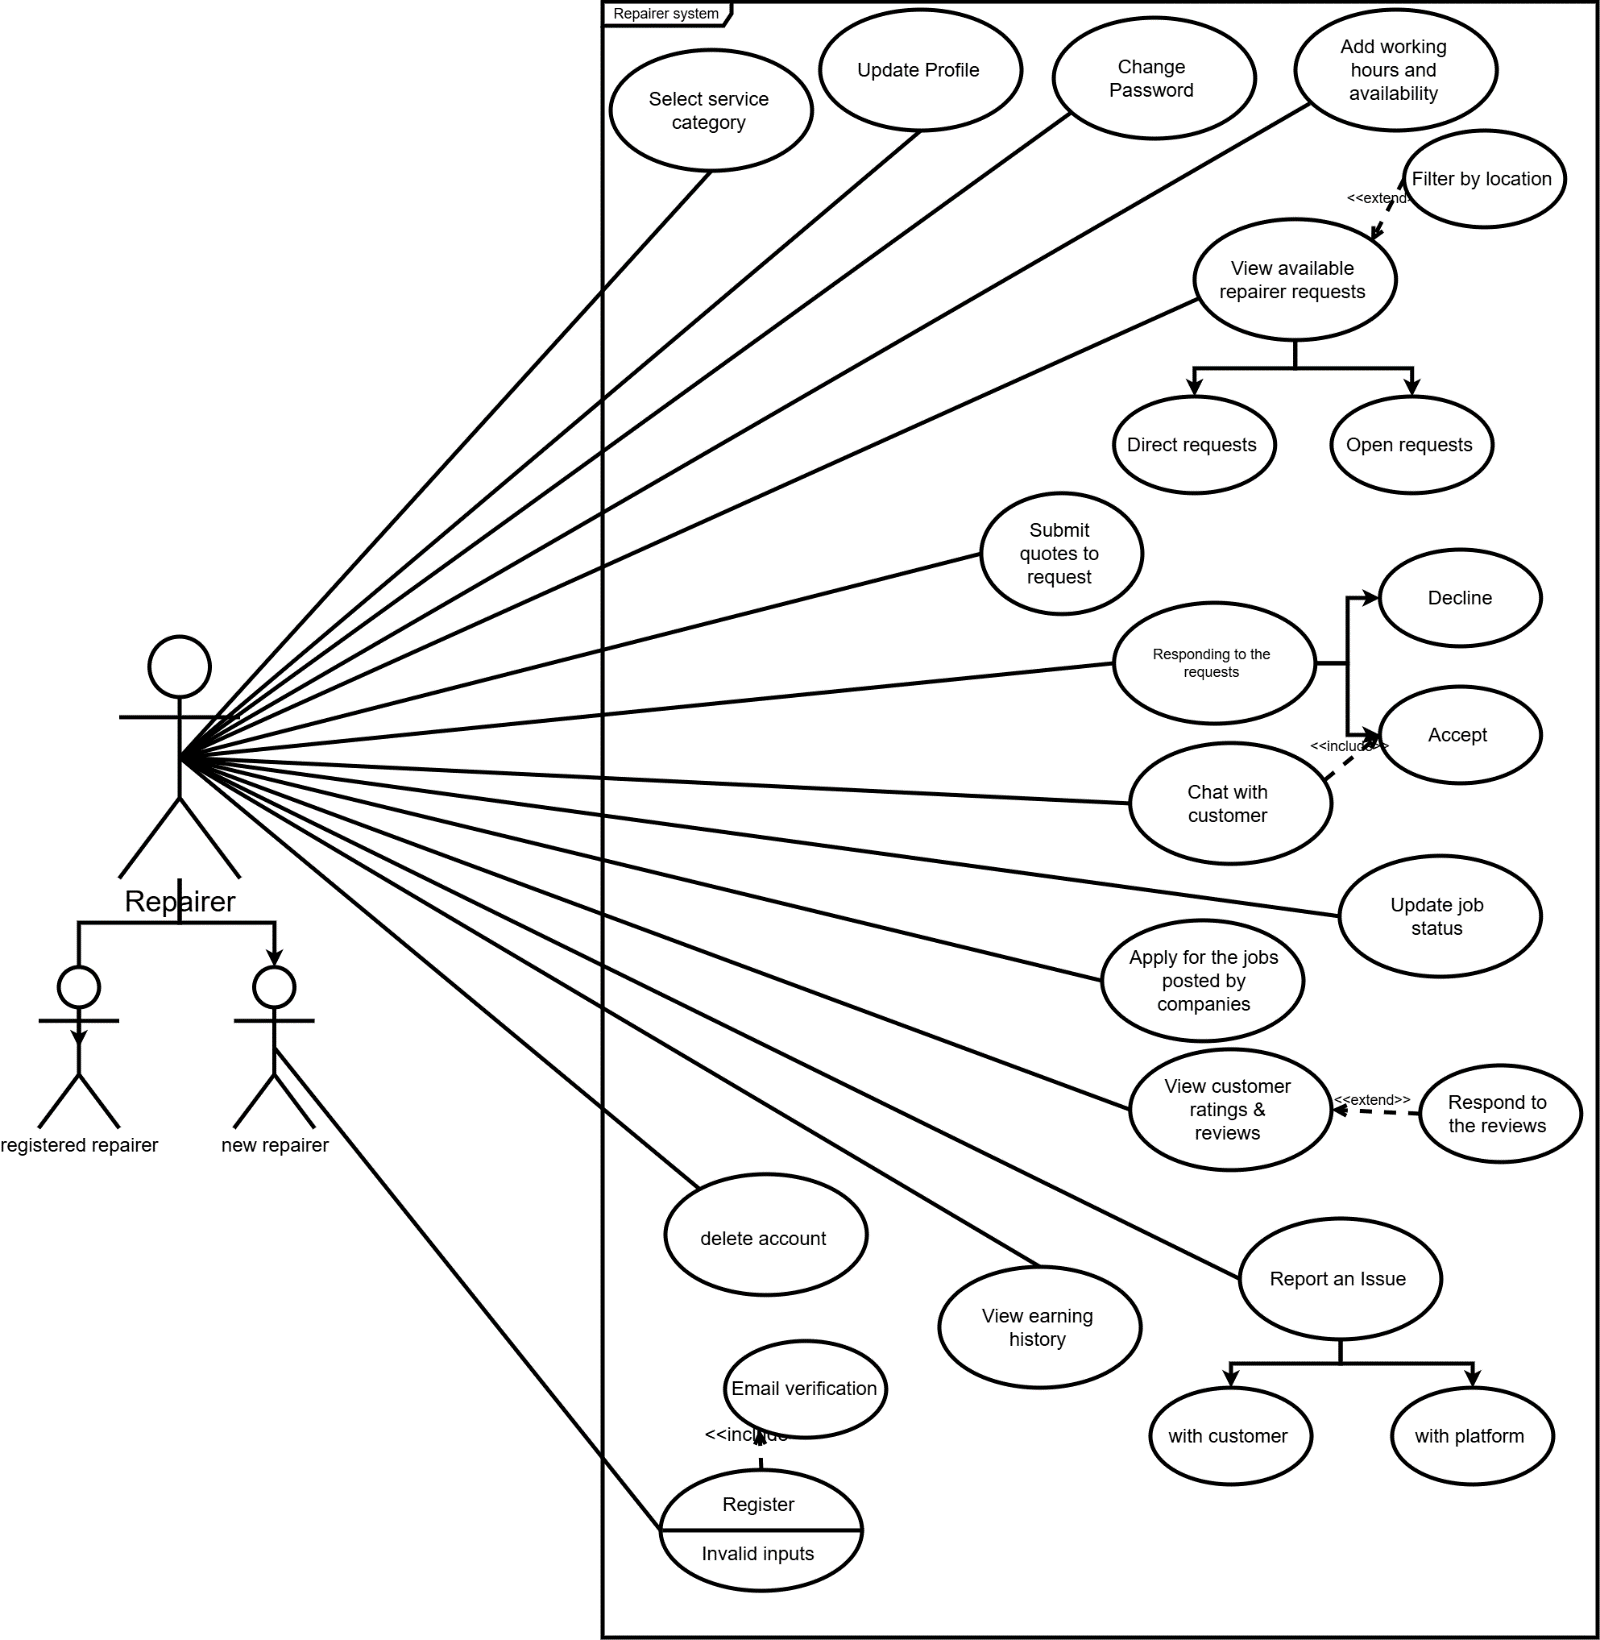 Repairer system
Select service
category
Update Profile
Change
Password
Add working
hours and
availability
Filter by location
<<extend
View available
repairer requests
Direct requests
Open requests
Submit
quotes to
request
Decline
Responding to the
requests
Accept
<<include>>
Chat with
customer
Repairer
Update job
status
Apply for the jobs
posted by
companies
registered repairer
new repairer
View customer
ratings &
reviews
<<extend>>
Respond to
the reviews
delete account
Report an Issue
View earning
history
Email verification
<<include
with customer
with platform
Register
Invalid inputs